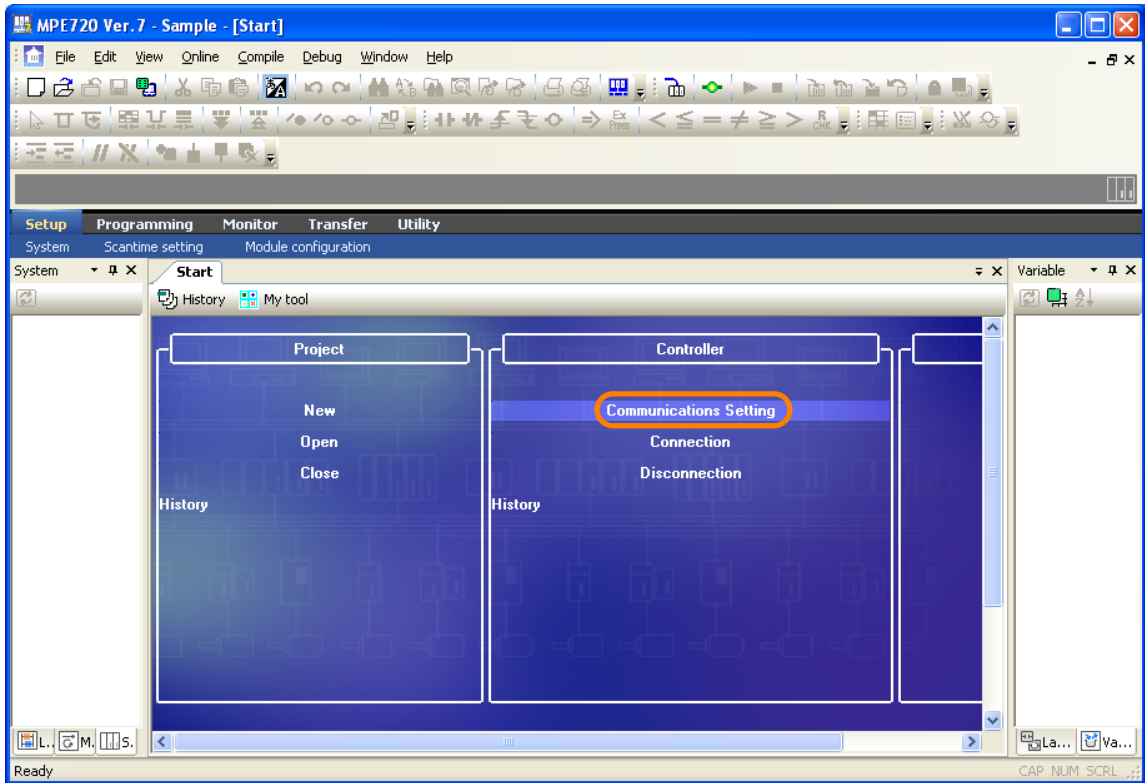 MPE720 Ver.7 - Sample - [Start]
File Edit View Online Compile Debug Window Help
Setup Programming Monitor Transfer Utility
System Scantime setting Module configuration
System
Start
Variable
History My tool
Project
Controller
New
Communications Setting
Open
Connection
Close
Disconnection
History
History
L... M. S.
La... Va...
Ready
CAP NUM SCRL